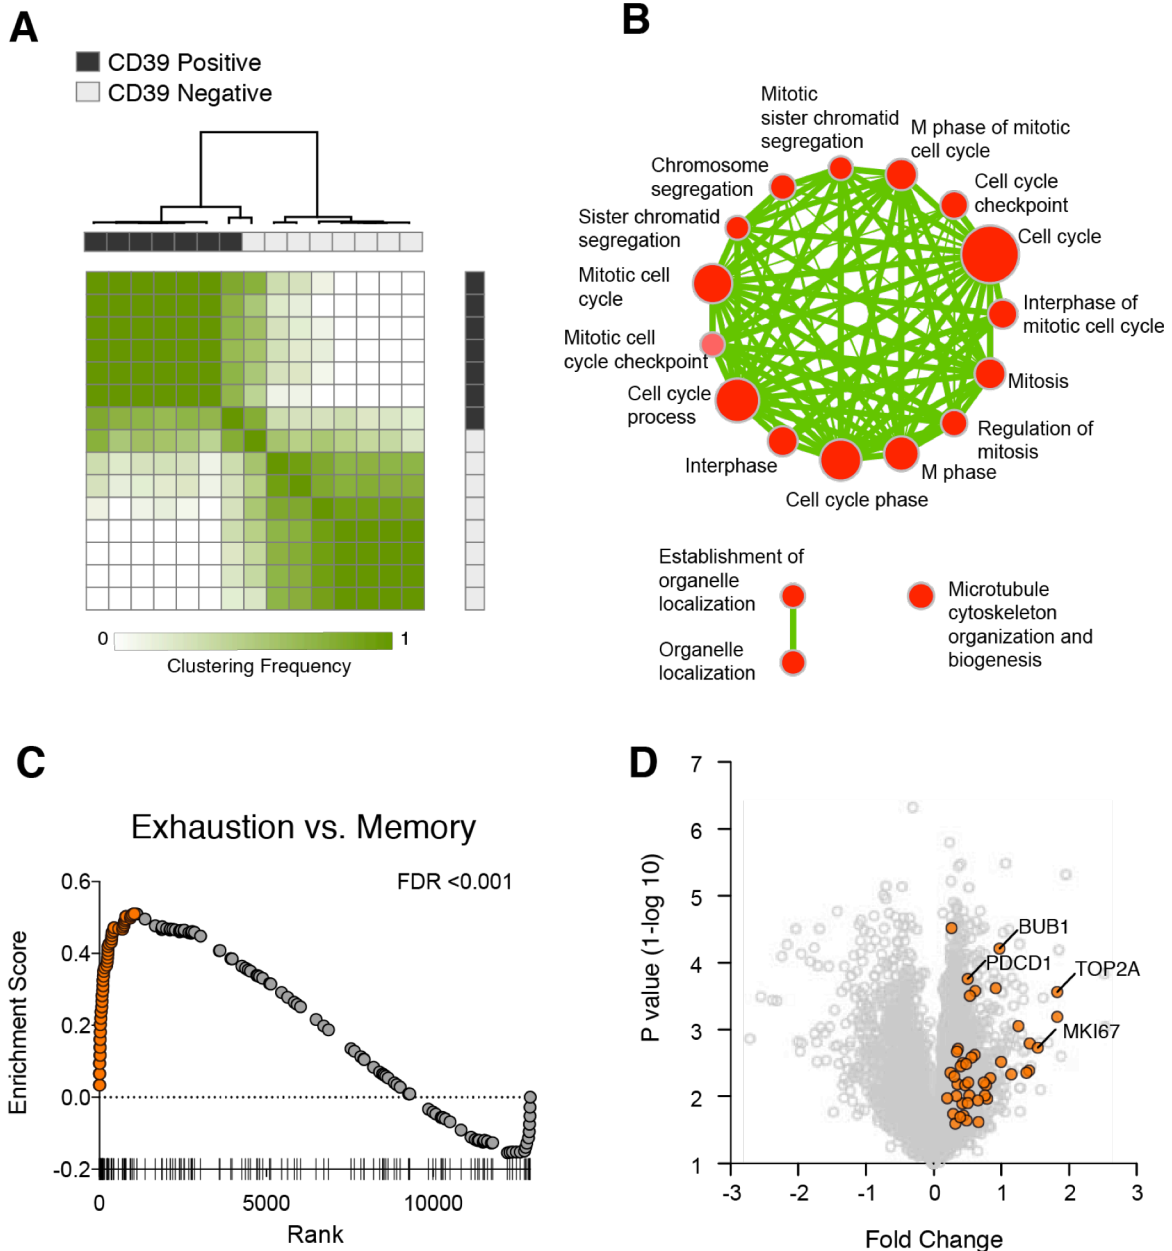 A
CD39 Positive
CD39 Negative
0
1
Clustering Frequency
B
Mitotic
sister chromatid
segregation
M phase of mitotic
cell cycle
Chromosome
segregation
Cell cycle
checkpoint
Sister chromatid
segregation
Cell cycle
Mitotic cell
cycle
Interphase of
mitotic cell cycle
Mitotic cell
cycle checkpoint
Mitosis
Cell cycle
process
Regulation of
mitosis
Interphase
M phase
Cell cycle phase
Establishment of
organelle
localization
Organelle
localization
Microtubule
cytoskeleton
organization and
biogenesis
C
Exhaustion vs. Memory
FDR <0.001
Enrichment Score
0.6
0.4
0.2
0.0
-0.2
0
5000
10000
Rank
D
P value (1-log 10)
7
6
5
4
3
2
1
BUB1
PDCD1
TOP2A
MKI67
-3
-2
-1
0
1
2
3
Fold Change